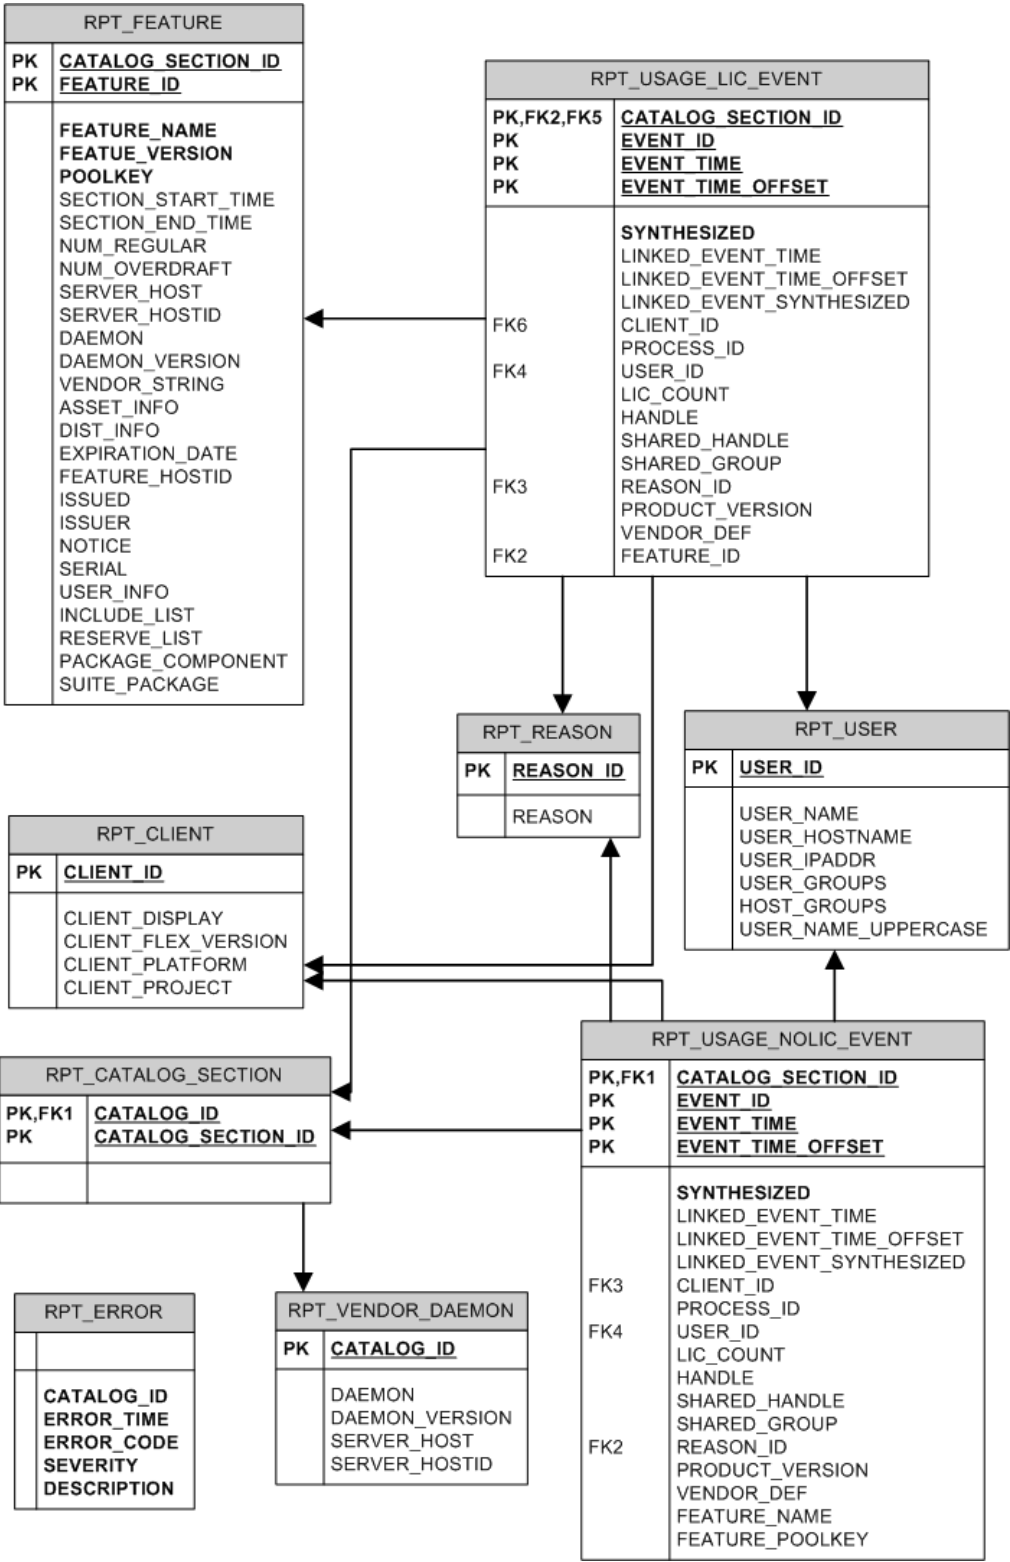 RPT_FEATURE
PK CATALOG_SECTION_ID
PK FEATURE_ID
FEATURE_NAME
FEATUE_VERSION
POOLKEY
SECTION_START_TIME
SECTION_END_TIME
NUM_REGULAR
NUM_OVERDRAFT
SERVER_HOST
SERVER_HOSTID
DAEMON
DAEMON_VERSION
VENDOR_STRING
ASSET_INFO
DIST_INFO
EXPIRATION_DATE
FEATURE_HOSTID
ISSUED
ISSUER
NOTICE
SERIAL
USER_INFO
INCLUDE_LIST
RESERVE_LIST
PACKAGE_COMPONENT
SUITE_PACKAGE
RPT_USAGE_LIC_EVENT
PK,FK2,FK5 CATALOG_SECTION_ID
PK EVENT_ID
PK EVENT_TIME
PK EVENT_TIME_OFFSET
SYNTHESIZED
LINKED_EVENT_TIME
LINKED_EVENT_TIME_OFFSET
LINKED_EVENT_SYNTHESIZED
FK6 CLIENT_ID
PROCESS_ID
FK4 USER_ID
LIC_COUNT
HANDLE
SHARED_HANDLE
SHARED_GROUP
FK3 REASON_ID
PRODUCT_VERSION
VENDOR_DEF
FK2 FEATURE_ID
RPT_REASON
PK REASON_ID
REASON
RPT_USER
PK USER_ID
USER_NAME
USER_HOSTNAME
USER_IPADDR
USER_GROUPS
HOST_GROUPS
USER_NAME_UPPERCASE
RPT_CLIENT
PK CLIENT_ID
CLIENT_DISPLAY
CLIENT_FLEX_VERSION
CLIENT_PLATFORM
CLIENT_PROJECT
RPT_CATALOG_SECTION
PK,FK1 CATALOG_ID
PK CATALOG_SECTION_ID
RPT_USAGE_NOLIC_EVENT
PK,FK1 CATALOG_SECTION_ID
PK EVENT_ID
PK EVENT_TIME
PK EVENT_TIME_OFFSET
SYNTHESIZED
LINKED_EVENT_TIME
LINKED_EVENT_TIME_OFFSET
LINKED_EVENT_SYNTHESIZED
FK3 CLIENT_ID
PROCESS_ID
FK4 USER_ID
LIC_COUNT
HANDLE
SHARED_HANDLE
SHARED_GROUP
FK2 REASON_ID
PRODUCT_VERSION
VENDOR_DEF
FEATURE_NAME
FEATURE_POOLKEY
RPT_ERROR
CATALOG_ID
ERROR_TIME
ERROR_CODE
SEVERITY
DESCRIPTION
RPT_VENDOR_DAEMON
PK CATALOG_ID
DAEMON
DAEMON_VERSION
SERVER_HOST
SERVER_HOSTID